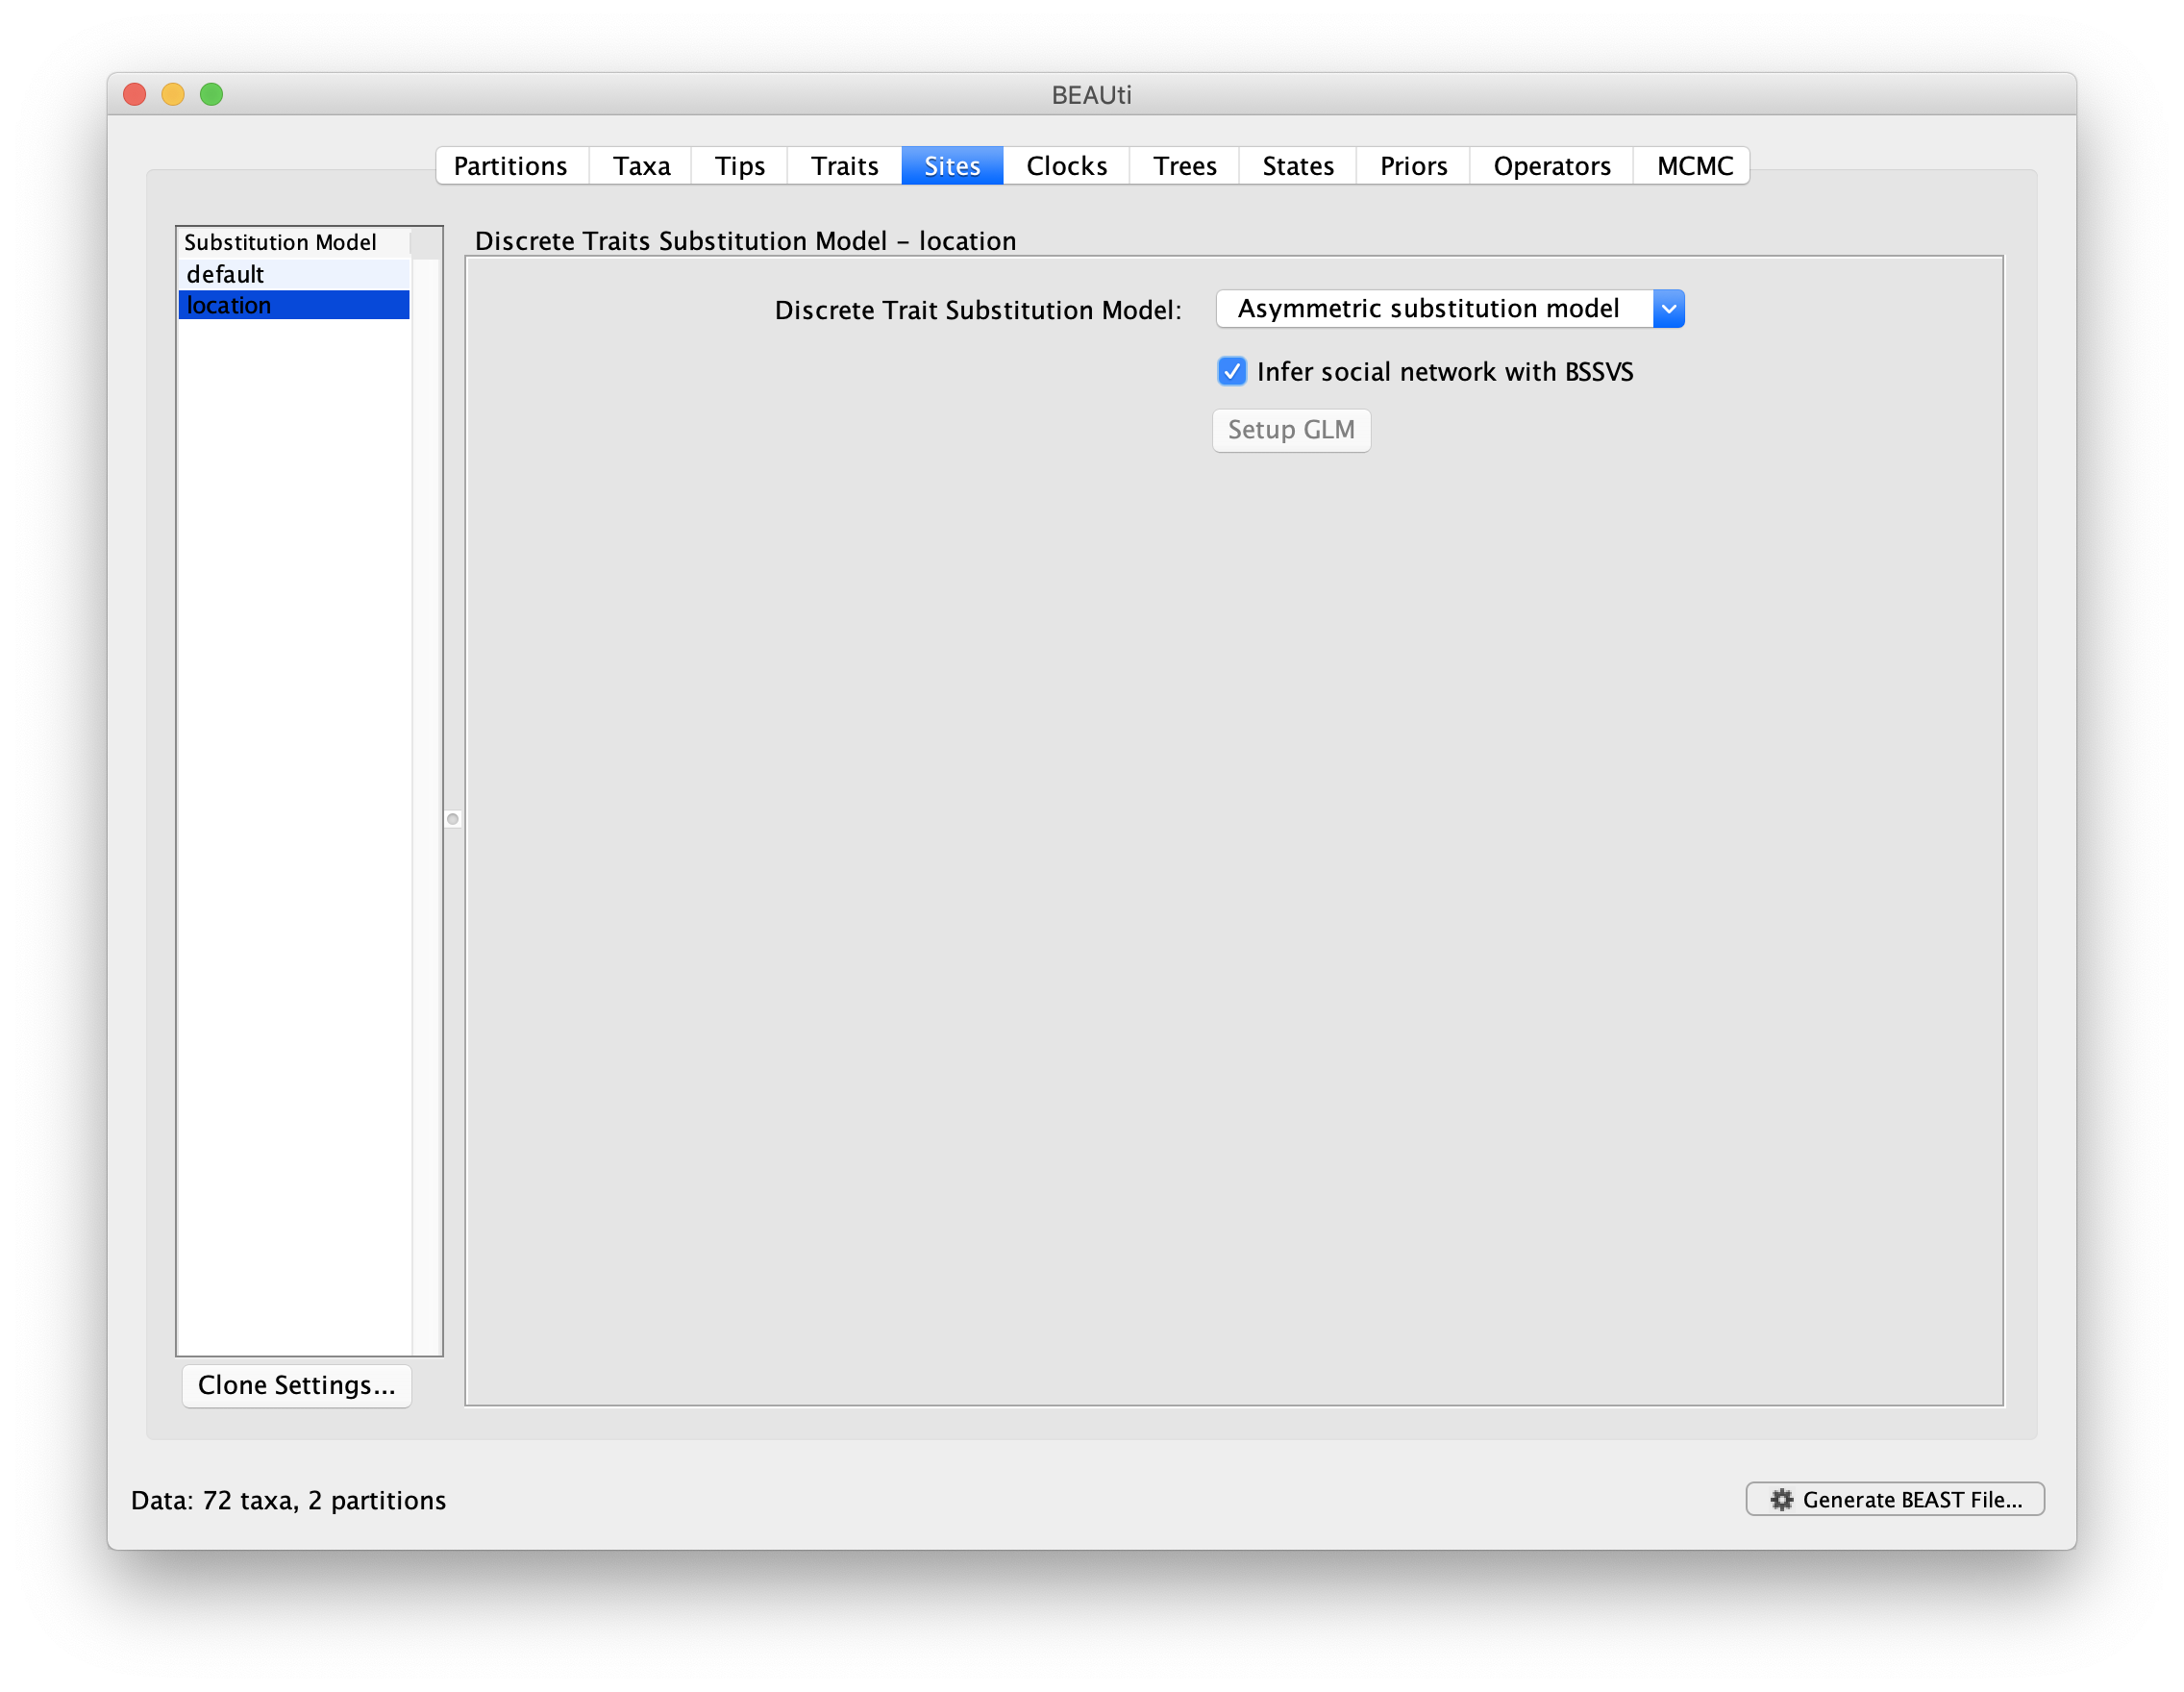 BEAUti
Partitions Taxa Tips Traits Sites Clocks Trees States Priors Operators MCMC
Substitution Model
default
location
Discrete Traits Substitution Model – location
Discrete Trait Substitution Model: Asymmetric substitution model
Infer social network with BSSVS
Setup GLM
Clone Settings...
Data: 72 taxa, 2 partitions
Generate BEAST File...